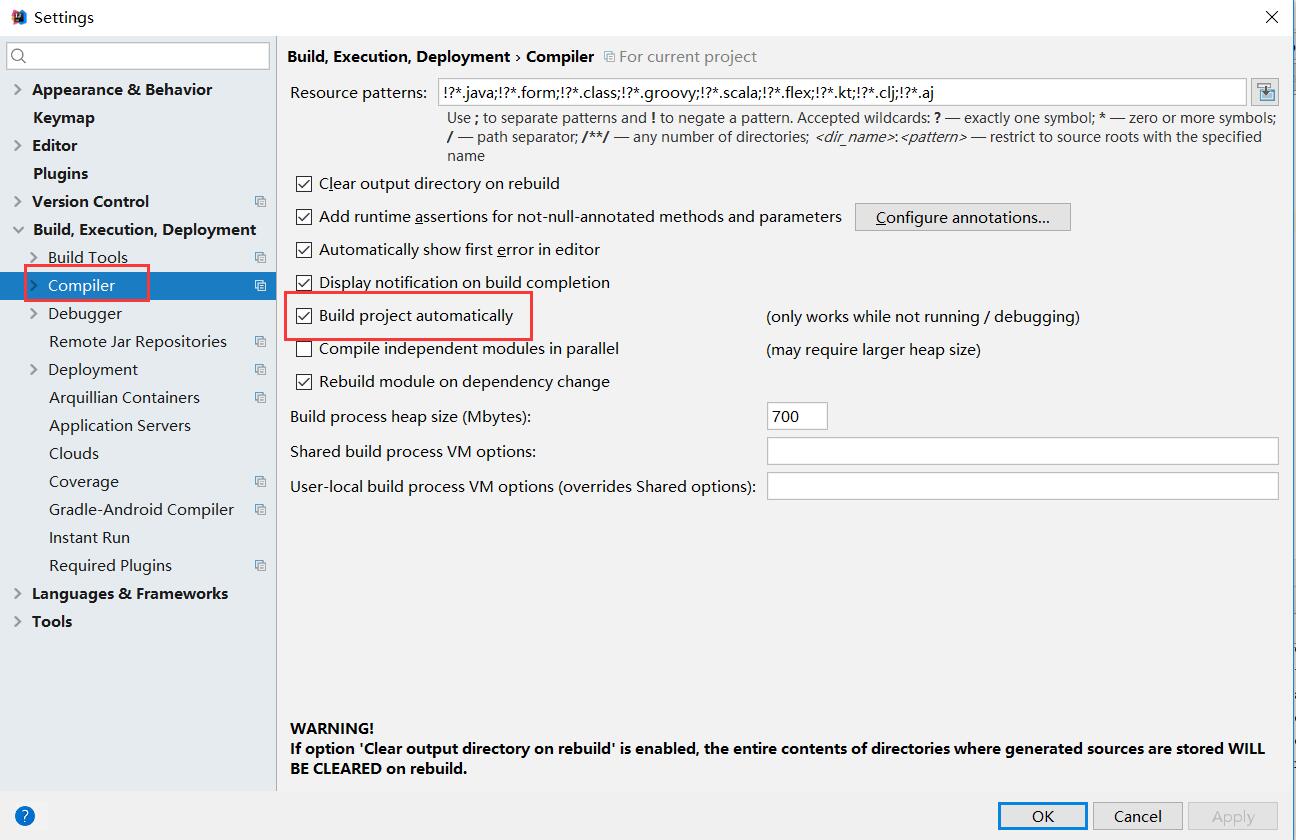 Settings
Appearance & Behavior
Keymap
Editor
Plugins
Version Control
Build, Execution, Deployment
Build Tools
Compiler
Debugger
Remote Jar Repositories
Deployment
Arquillian Containers
Application Servers
Clouds
Coverage
Gradle-Android Compiler
Instant Run
Required Plugins
Languages & Frameworks
Tools
Build, Execution, Deployment › Compiler For current project
Resource patterns: !?*.java;!?*.form;!?*.class;!?*.groovy;!?*.scala;!?*.flex;!?*.kt;!?*.clj;!?*.aj
Use ; to separate patterns and ! to negate a pattern. Accepted wildcards: ? — exactly one symbol; * — zero or more symbols;
/ — path separator; /**/ — any number of directories; <dir_name>:<pattern> — restrict to source roots with the specified
name
Clear output directory on rebuild
Add runtime assertions for not-null-annotated methods and parameters Configure annotations...
Automatically show first error in editor
Display notification on build completion
Build project automatically (only works while not running / debugging)
Compile independent modules in parallel (may require larger heap size)
Rebuild module on dependency change
Build process heap size (Mbytes): 700
Shared build process VM options:
User-local build process VM options (overrides Shared options):
WARNING!
If option 'Clear output directory on rebuild' is enabled, the entire contents of directories where generated sources are stored WILL
BE CLEARED on rebuild.
? OK Cancel Apply